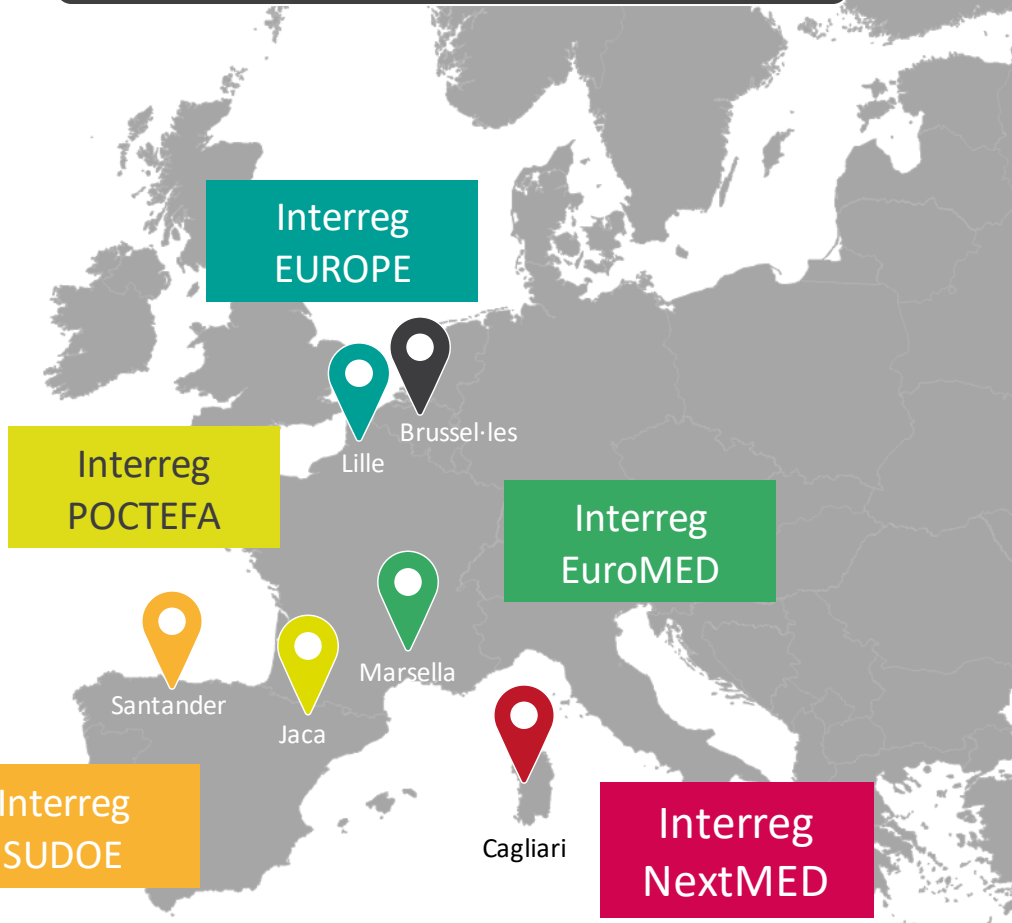 Interreg
EUROPE
Brussel·les
Lille
Interreg
POCTEFA
Interreg
EuroMED
Marsella
Santander
Jaca
Interreg
SUDOE
Cagliari
Interreg
NextMED